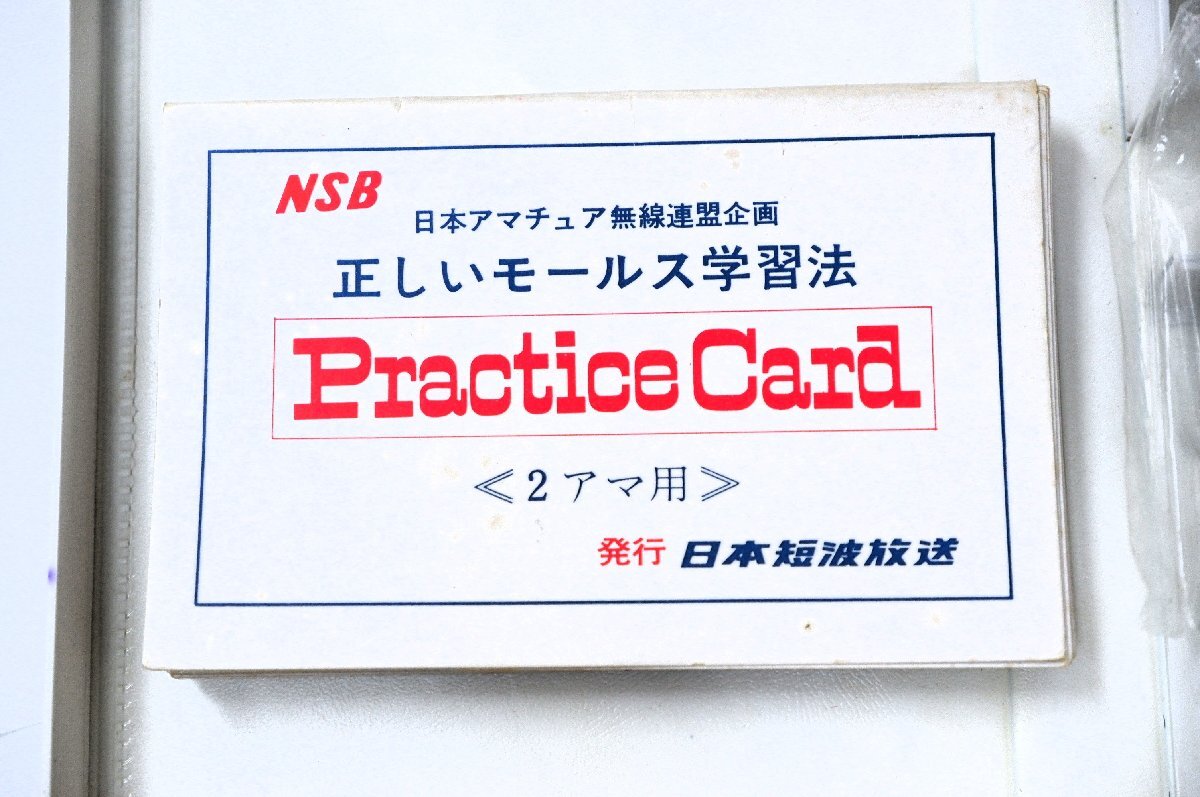 NSB
日本アマチュア無線連盟企画
正しいモールス学習法
Practice Card
≪2アマ用≫
発行 日本短波放送